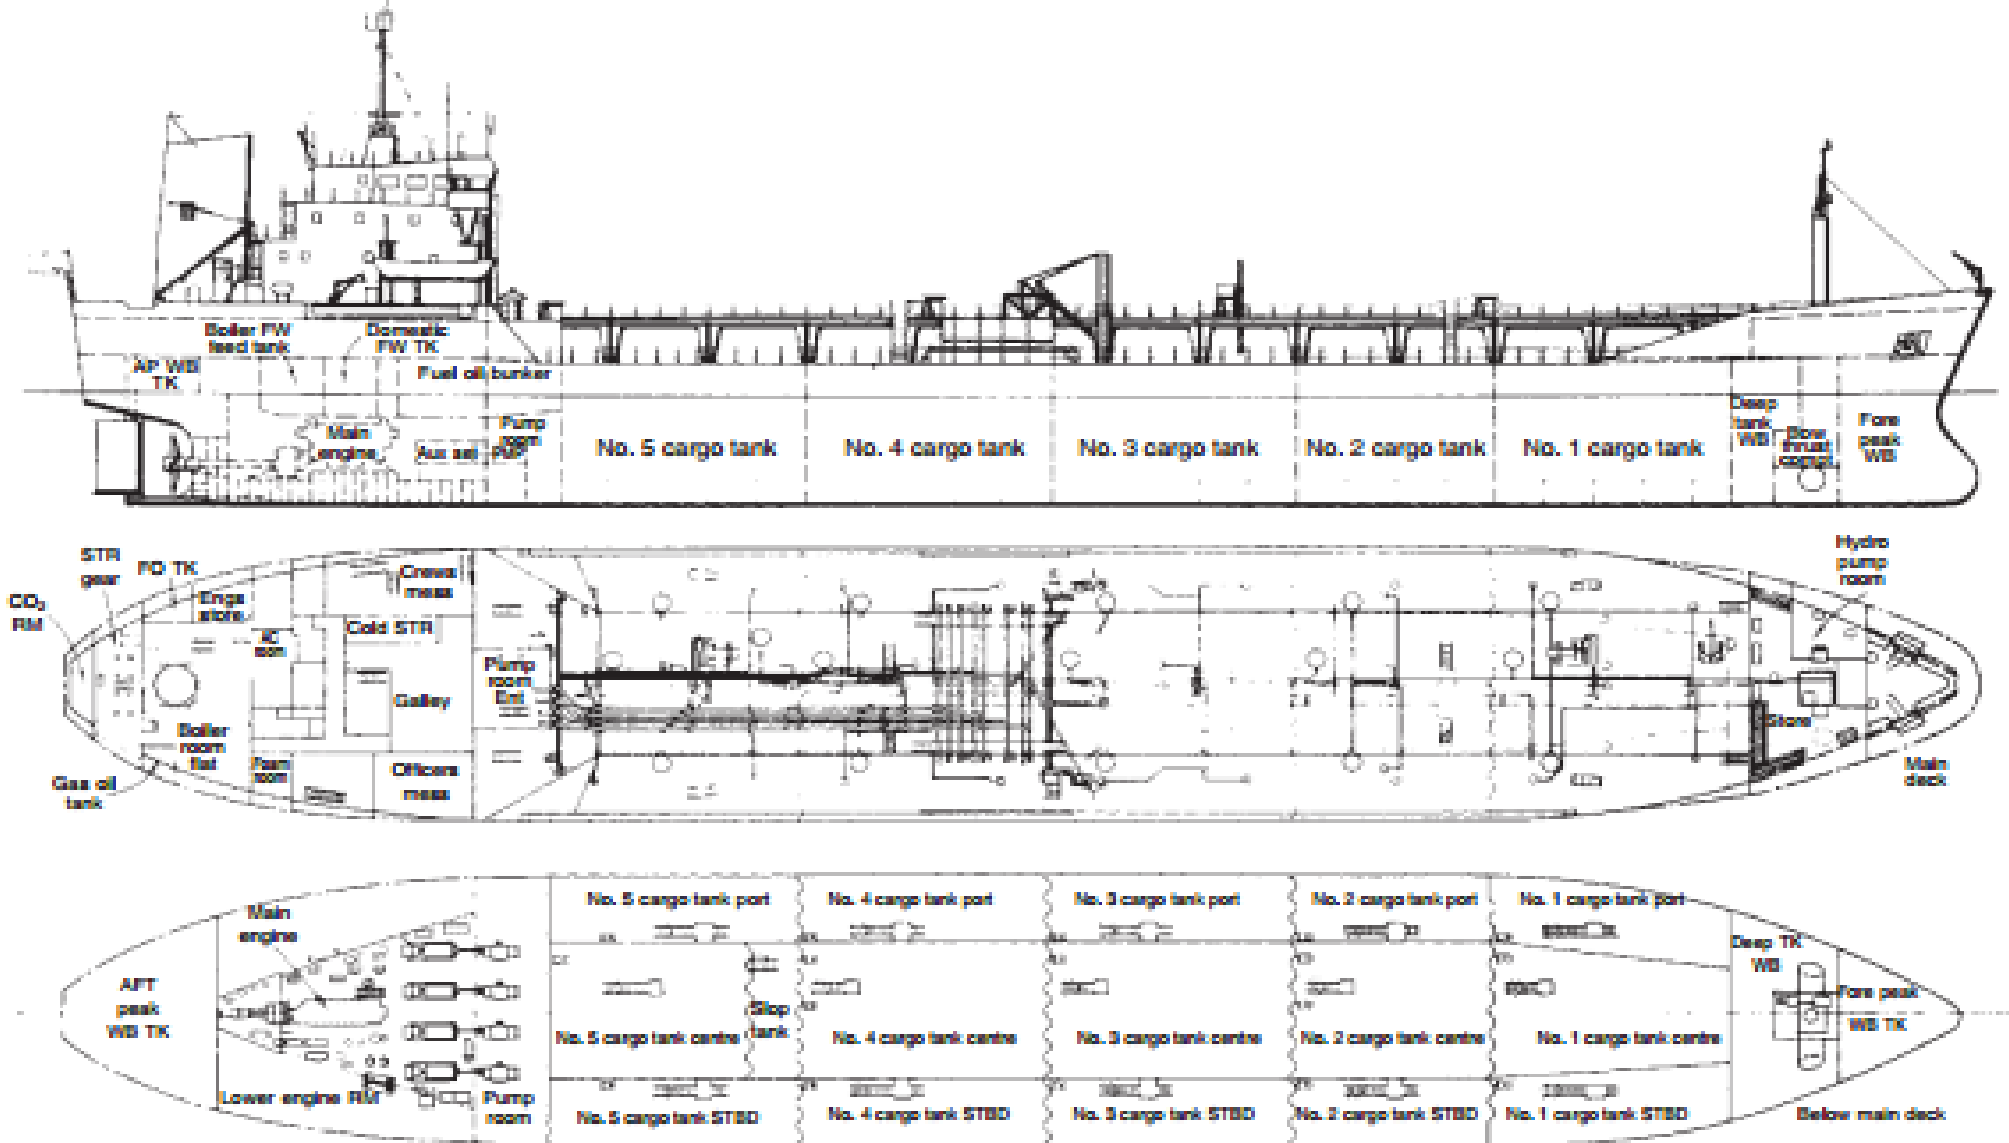 Boiler FW
feed tank
Domestic
FW TK
AP WB
TK
Fuel oil bunker
Main
engine
Aux set
Pump
room
No. 5 cargo tank
No. 4 cargo tank
No. 3 cargo tank
No. 2 cargo tank
No. 1 cargo tank
Deep
tank
WB
Bow
thrust
compt
Fore
peak
WB
STR
gear
FO TK
CO₂
RM
Engs
store
Crews
mess
Cold STR
AC
room
Pump
room
Ent
Galley
Boiler
room
flat
Foam
room
Officers
mess
Gas oil
tank
Hydro
pump
room
Store
Main
deck
Main
engine
AFT
peak
WB TK
Lower engine RM
Pump
room
No. 5 cargo tank port
No. 4 cargo tank port
No. 3 cargo tank port
No. 2 cargo tank port
No. 1 cargo tank port
Slop
tank
No. 5 cargo tank centre
No. 4 cargo tank centre
No. 3 cargo tank centre
No. 2 cargo tank centre
No. 1 cargo tank centre
No. 5 cargo tank STBD
No. 4 cargo tank STBD
No. 3 cargo tank STBD
No. 2 cargo tank STBD
No. 1 cargo tank STBD
Deep TK
WB
Fore peak
WB TK
Below main deck